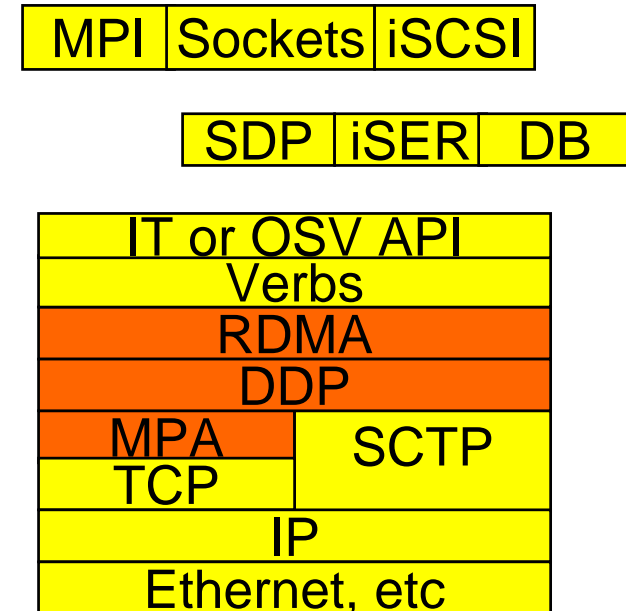 MPI Sockets iSCSI
SDP iSER DB
IT or OSV API
Verbs
RDMA
DDP
MPA SCTP
TCP
IP
Ethernet, etc